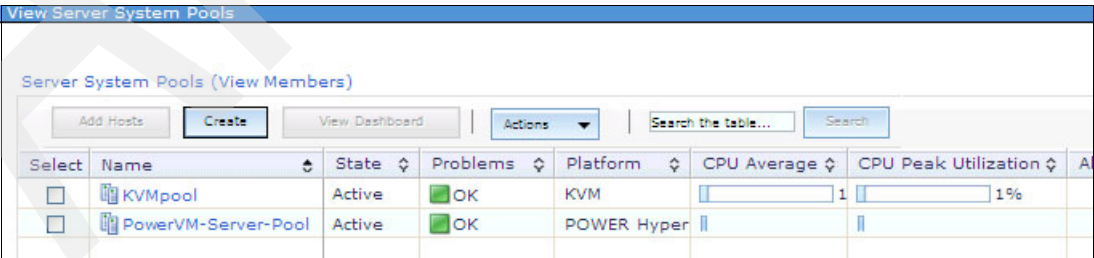 View Server System Pools
Server System Pools (View Members)
Add Hosts Create View Dashboard | Actions | Search the table... Search
Select Name State Problems Platform CPU Average CPU Peak Utilization
KVMpool Active OK KVM 1 1%
PowerVM-Server-Pool Active OK POWER Hyper